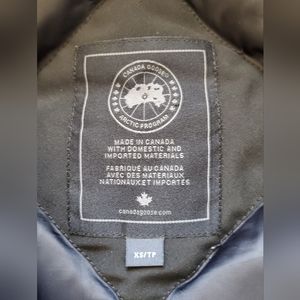 CANADA GOOSE®
ARCTIC PROGRAM
MADE IN CANADA
WITH DOMESTIC AND
IMPORTED MATERIALS
FABRIQUÉ AU CANADA
AVEC DES MATÉRIAUX
NATIONAUX ET IMPORTÉS
canadagoose.com
XS/TP